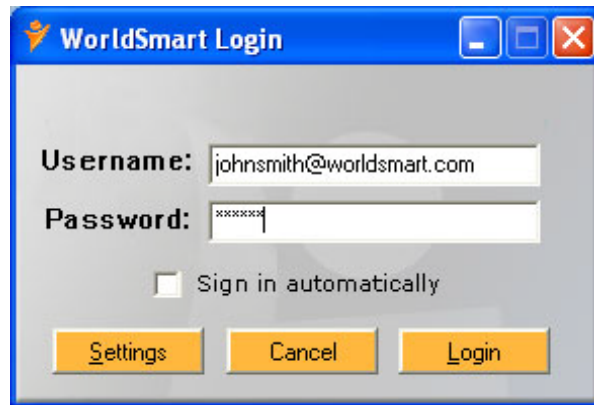 WorldSmart Login
Username: johnsmith@worldsmart.com
Password: ******
Sign in automatically
Settings Cancel Login